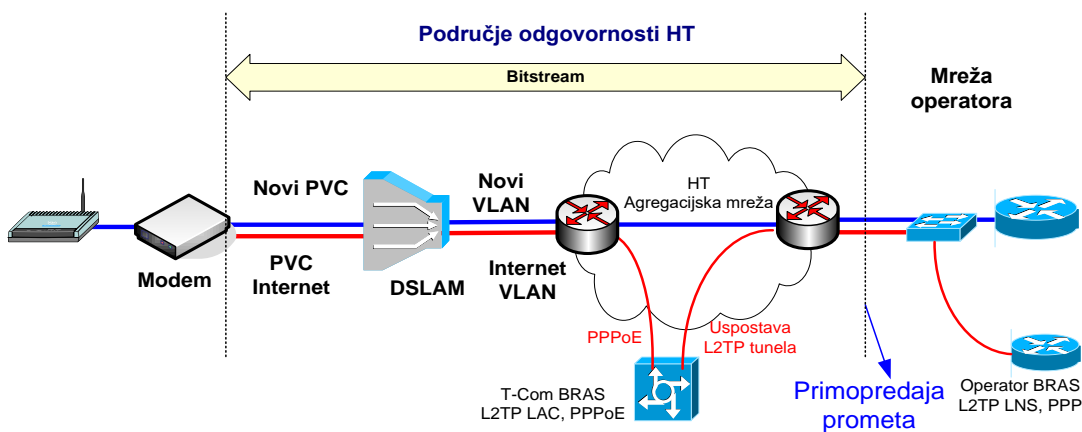 Područje odgovornosti HT
Bitstream
Mreža
operatora
Novi PVC
Novi
VLAN
HT
Agregacijska mreža
Modem
PVC
Internet
DSLAM
Internet
VLAN
PPPoE
Uspostava
L2TP tunela
T-Com BRAS
L2TP LAC, PPPoE
Primopredaja
prometa
Operator BRAS
L2TP LNS, PPP